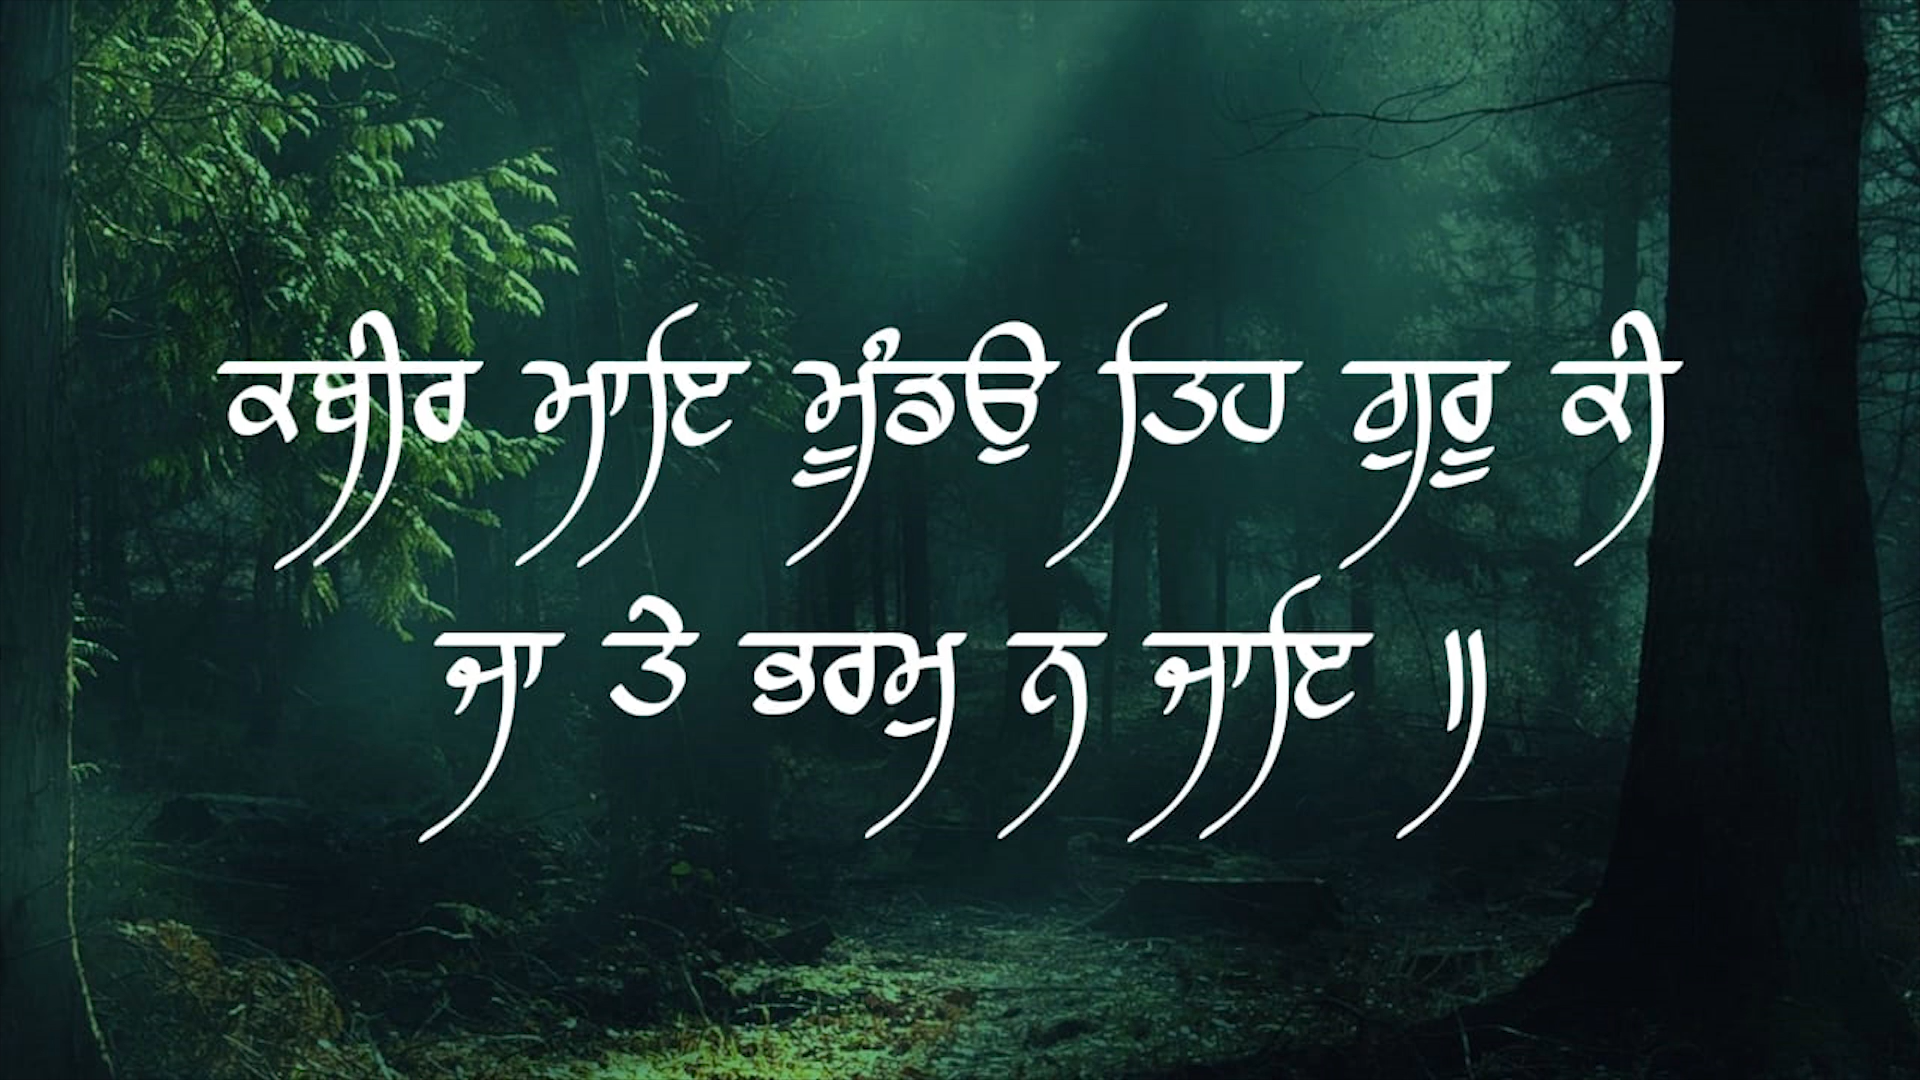 ਕਬੀਰ ਮਾਇ ਮੂੰਡਉ ਤਿਹ ਗੁਰੂ ਕੀ
ਜਾ ਤੇ ਭਰਮੁ ਨ ਜਾਇ ॥